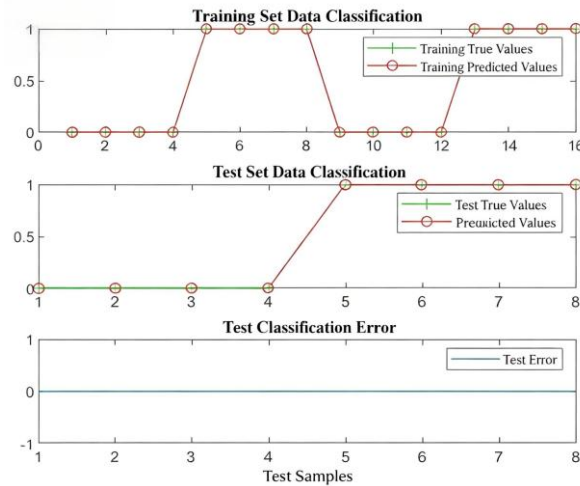 Training Set Data Classification
1
0.5
0
Training True Values
Training Predicted Values
0 2 4 6 8 10 12 14 16
Test Set Data Classification
1
0.5
0
Test True Values
Values
1 2 3 4 5 6 7 8
Test Classification Error
1
0
-1
Test Error
1 2 3 4 5 6 7 8
Test Samples